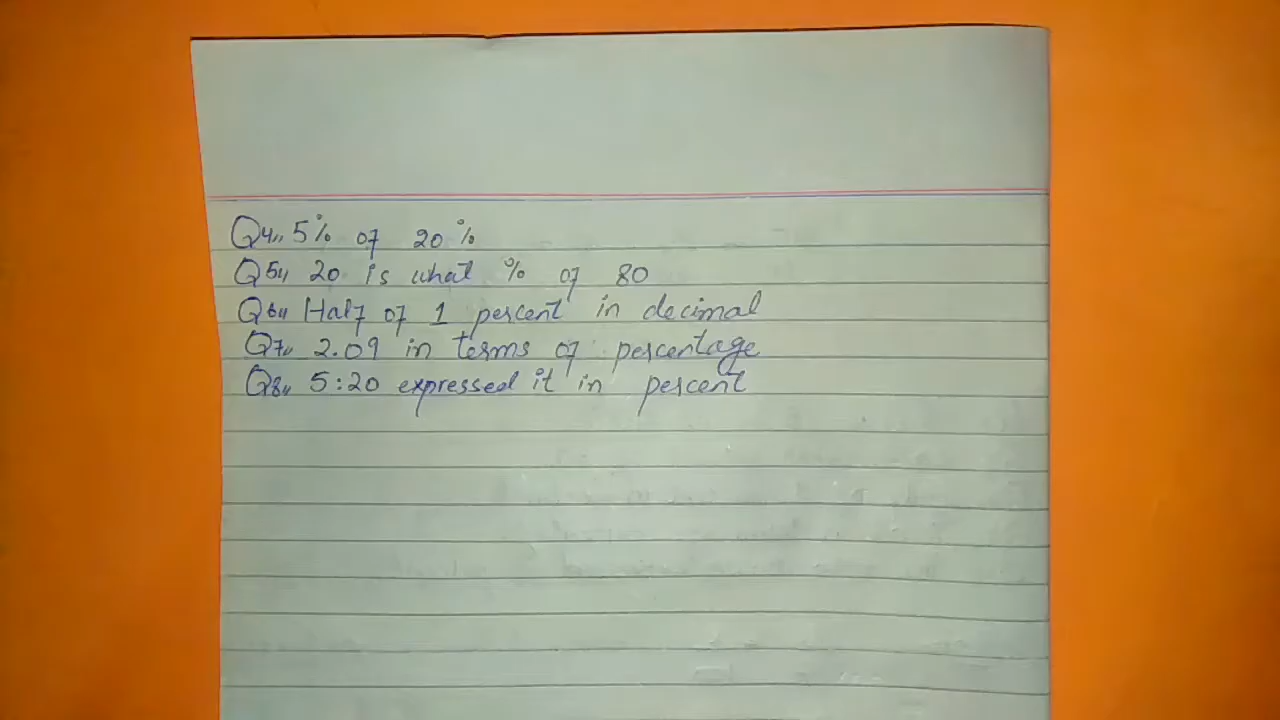 Q4,, 5% of 20%
Q5,, 20 is what % of 80
Q6,, Half of 1 percent in decimal
Q7,, 2.09 in terms of percentage
Q8,, 5:20 expressed it in percent